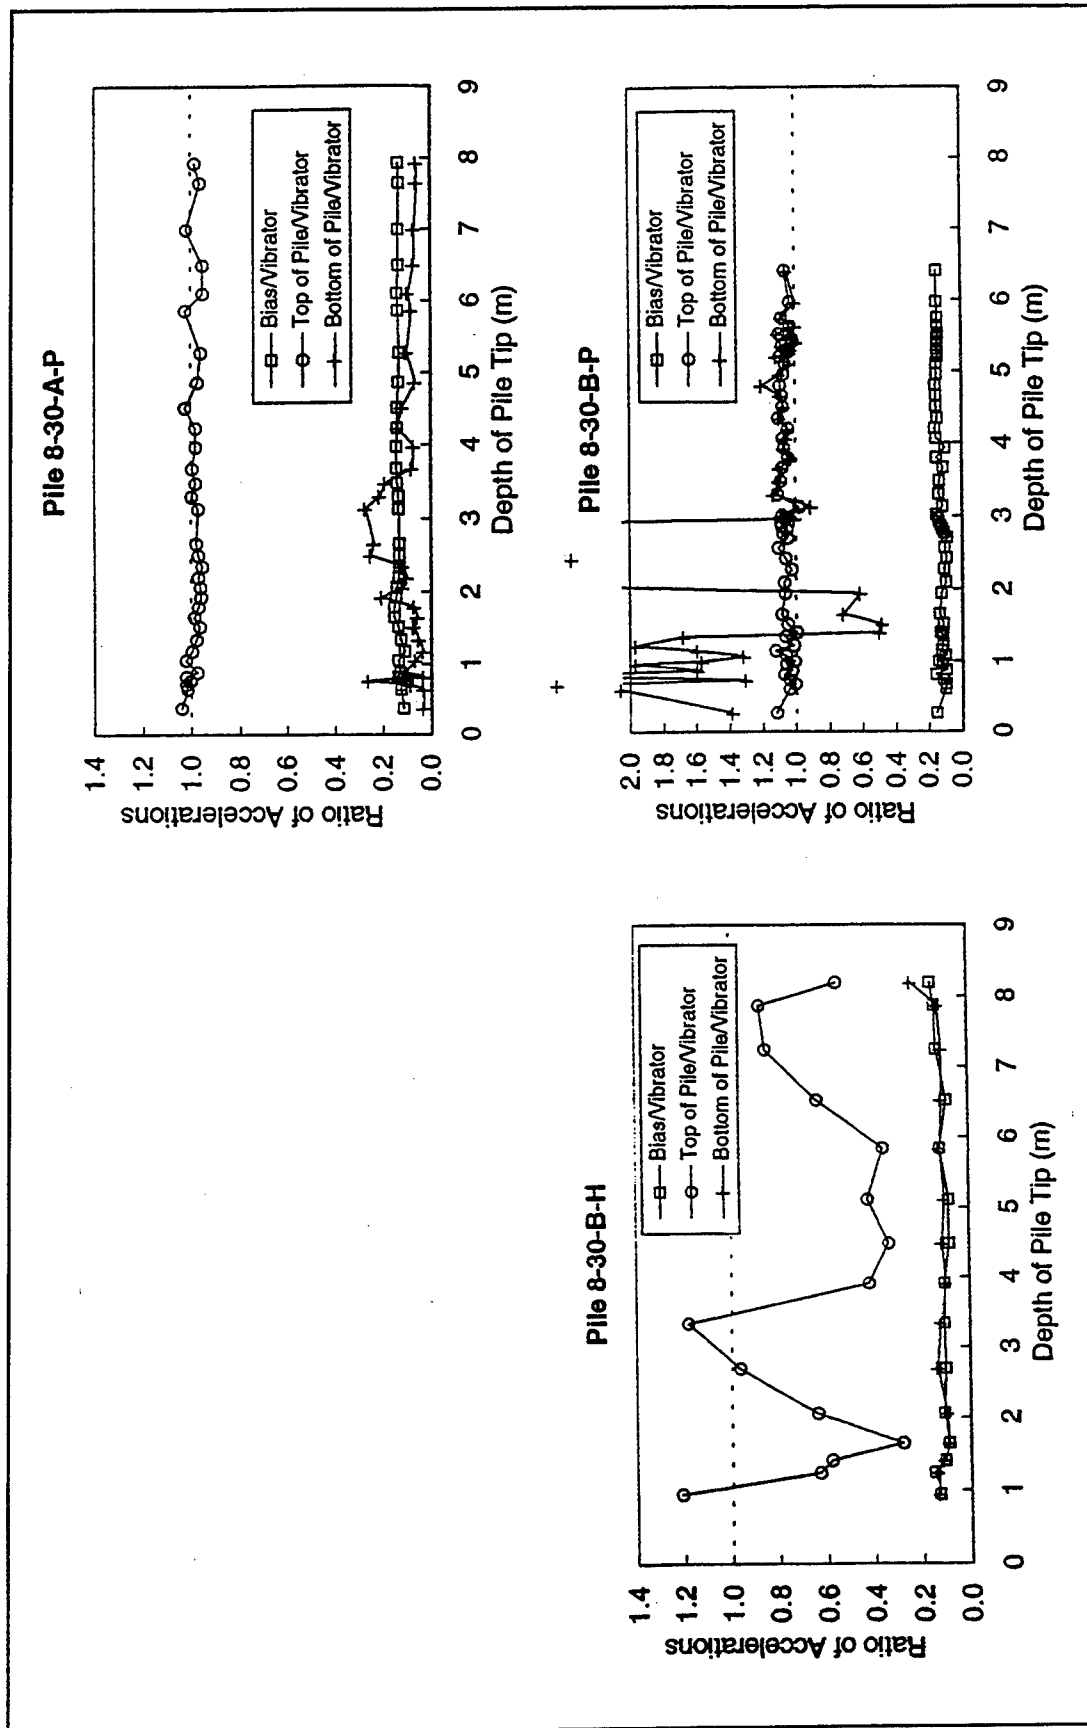 Pile 8-30-A-P
Ratio of Accelerations
1.4
1.2
1.0
0.8
0.6
0.4
0.2
0.0
Bias/Vibrator
Top of Pile/Vibrator
Bottom of Pile/Vibrator
0 1 2 3 4 5 6 7 8 9
Depth of Pile Tip (m)
Pile 8-30-B-H
Ratio of Accelerations
1.4
1.2
1.0
0.8
0.6
0.4
0.2
0.0
Bias/Vibrator
Top of Pile/Vibrator
Bottom of Pile/Vibrator
0 1 2 3 4 5 6 7 8 9
Depth of Pile Tip (m)
Pile 8-30-B-P
Ratio of Accelerations
2.0
1.8
1.6
1.4
1.2
1.0
0.8
0.6
0.4
0.2
0.0
Bias/Vibrator
Top of Pile/Vibrator
Bottom of Pile/Vibrator
0 1 2 3 4 5 6 7 8 9
Depth of Pile Tip (m)